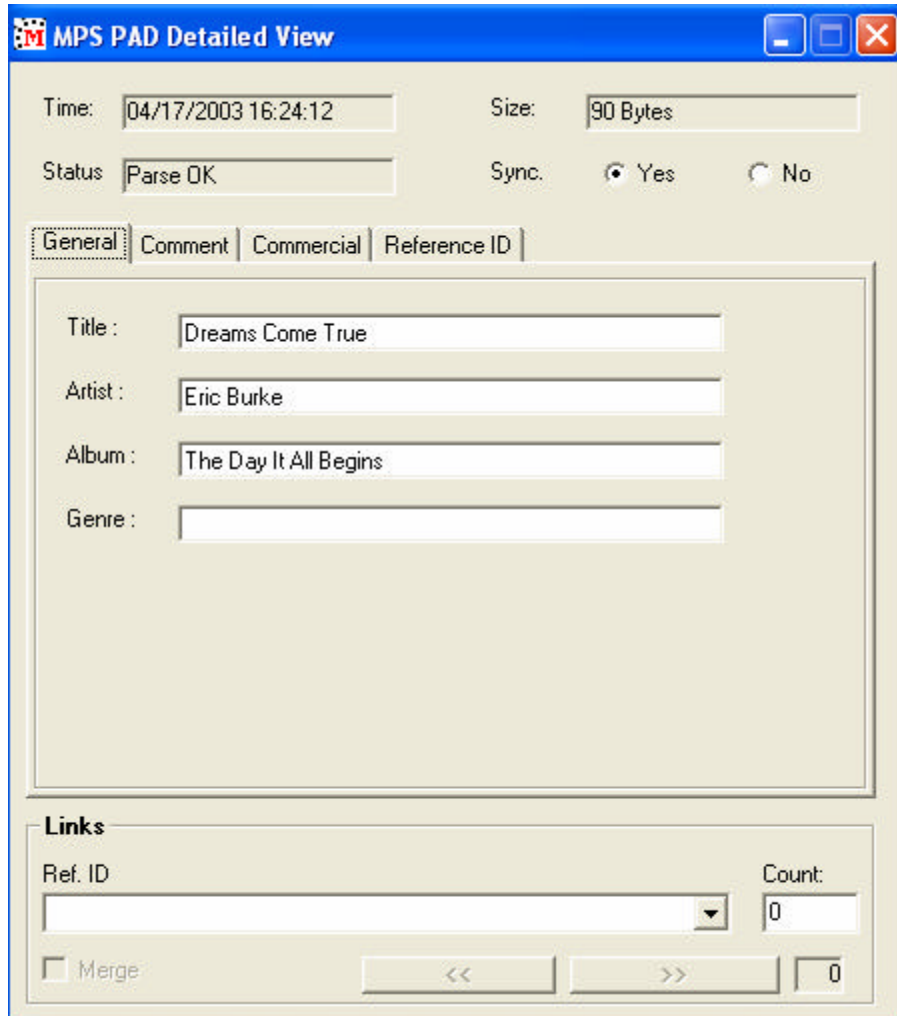 M MPS PAD Detailed View
Time: 04/17/2003 16:24:12 Size: 90 Bytes
Status Parse OK Sync. Yes No
General Comment Commercial Reference ID
Title : Dreams Come True
Artist : Eric Burke
Album : The Day It All Begins
Genre :
Links
Ref. ID Count:
0
Merge << >> 0